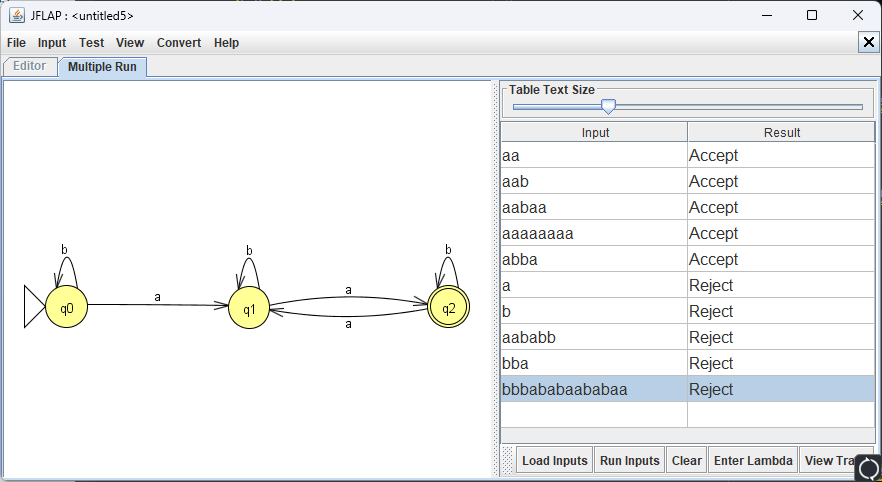 JFLAP : <untitled5>
File Input Test View Convert Help
Editor Multiple Run
Table Text Size
Input Result
aa Accept
aab Accept
aabaa Accept
aaaaaaaa Accept
abba Accept
a Reject
b Reject
aababb Reject
bba Reject
bbbababaababaa Reject
b b b
a a
q0 q1 q2
a
Load Inputs Run Inputs Clear Enter Lambda View Tra